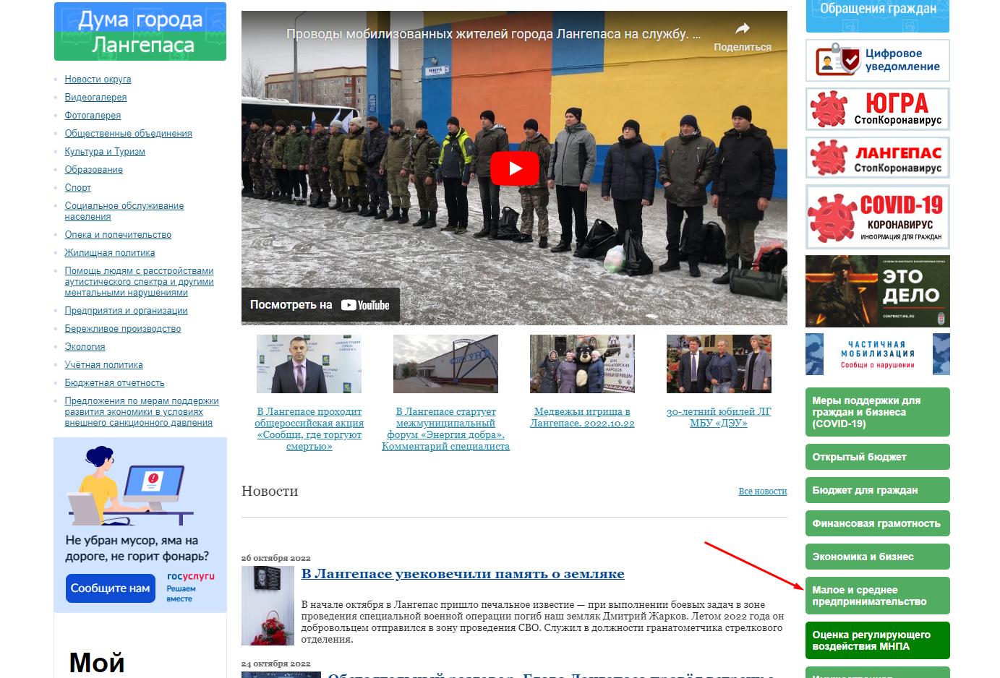 Дума города
Лангепаса
Новости округа
Видеогалерея
Фотогалерея
Общественные объединения
Культура и Туризм
Образование
Спорт
Социальное обслуживание
населения
Опека и попечительство
Жилищная политика
Помощь людям с расстройствами
аутистического спектра и другими
ментальными нарушениями
Предприятия и организации
Бережливое производство
Экология
Учётная политика
Бюджетная отчетность
Предложения по мерам поддержки
развития экономики в условиях
внешнего санкционного давления
Не убран мусор, яма на
дороге, не горит фонарь?
Сообщите нам
госуслуги
Решаем
вместе
Мой
Проводы мобилизованных жителей города Лангепаса на службу. ...
Поделиться
МИРА
Посмотреть на YouTube
В Лангепасе проходит
общероссийская акция
«Сообщи, где торгуют
смертью»
В Лангепасе стартует
межмуниципальный
форум «Энергия добра».
Комментарий специалиста
Медвежьи игрища в
Лангепасе. 2022.10.22
30-летний юбилей ЛГ
МБУ «ДЭУ»
Новости
Все новости
26 октября 2022
В Лангепасе увековечили память о земляке
В начале октября в Лангепас пришло печальное известие — при выполнении боевых задач в зоне
проведения специальной военной операции погиб наш земляк Дмитрий Жарков. Летом 2022 года он
добровольцем отправился в зону проведения СВО. Служил в должности гранатометчика стрелкового
отделения.
24 октября 2022
Обращения граждан
Цифровое
уведомление
ЮГРА
СтопКоронавирус
ЛАНГЕПАС
СтопКоронавирус
COVID-19
КОРОНАВИРУС
ИНФОРМАЦИЯ ДЛЯ ГРАЖДАН
ЭТО
ДЕЛО
CONTRACT.MIL.RU
ЧАСТИЧНАЯ
МОБИЛИЗАЦИЯ
Сообщи о нарушении
Меры поддержки для
граждан и бизнеса
(COVID-19)
Открытый бюджет
Бюджет для граждан
Финансовая грамотность
Экономика и бизнес
Малое и среднее
предпринимательство
Оценка регулирующего
воздействия МНПА